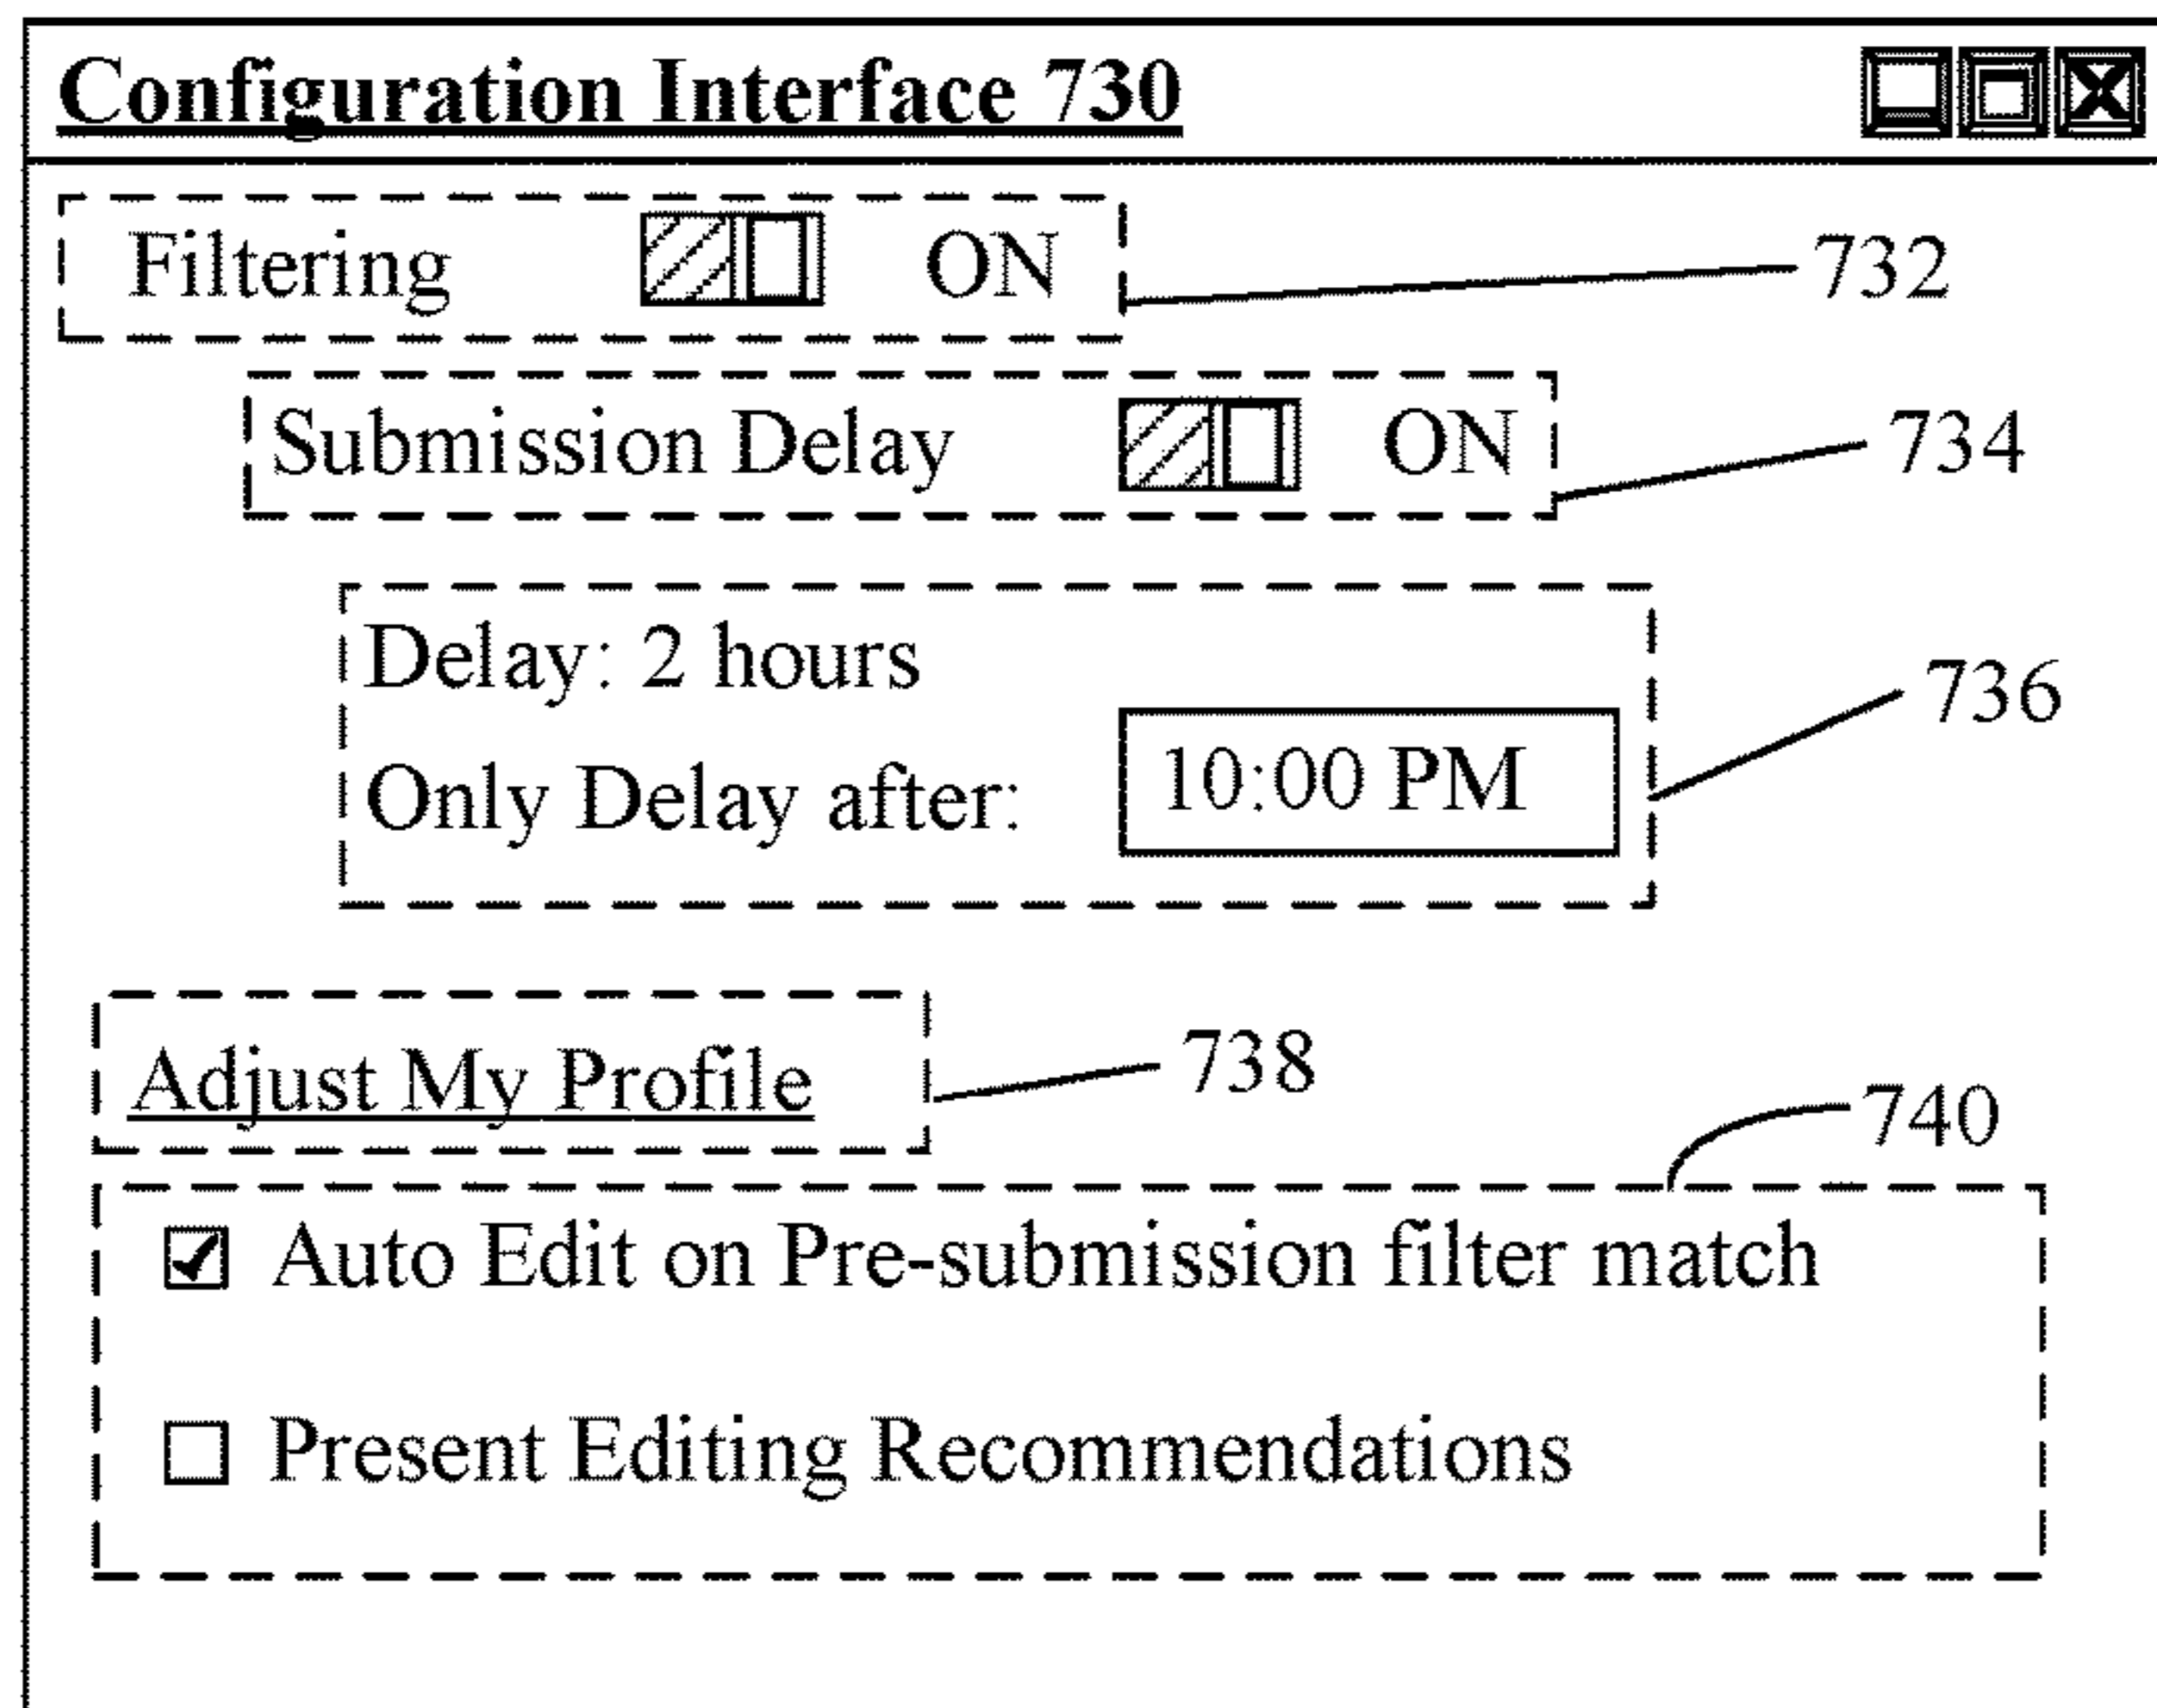 Configuration Interface 730
Filtering ON 732
Submission Delay ON 734
Delay: 2 hours
736
Only Delay after: 10:00 PM
Adjust My Profile 738
740
Auto Edit on Pre-submission filter match
Present Editing Recommendations